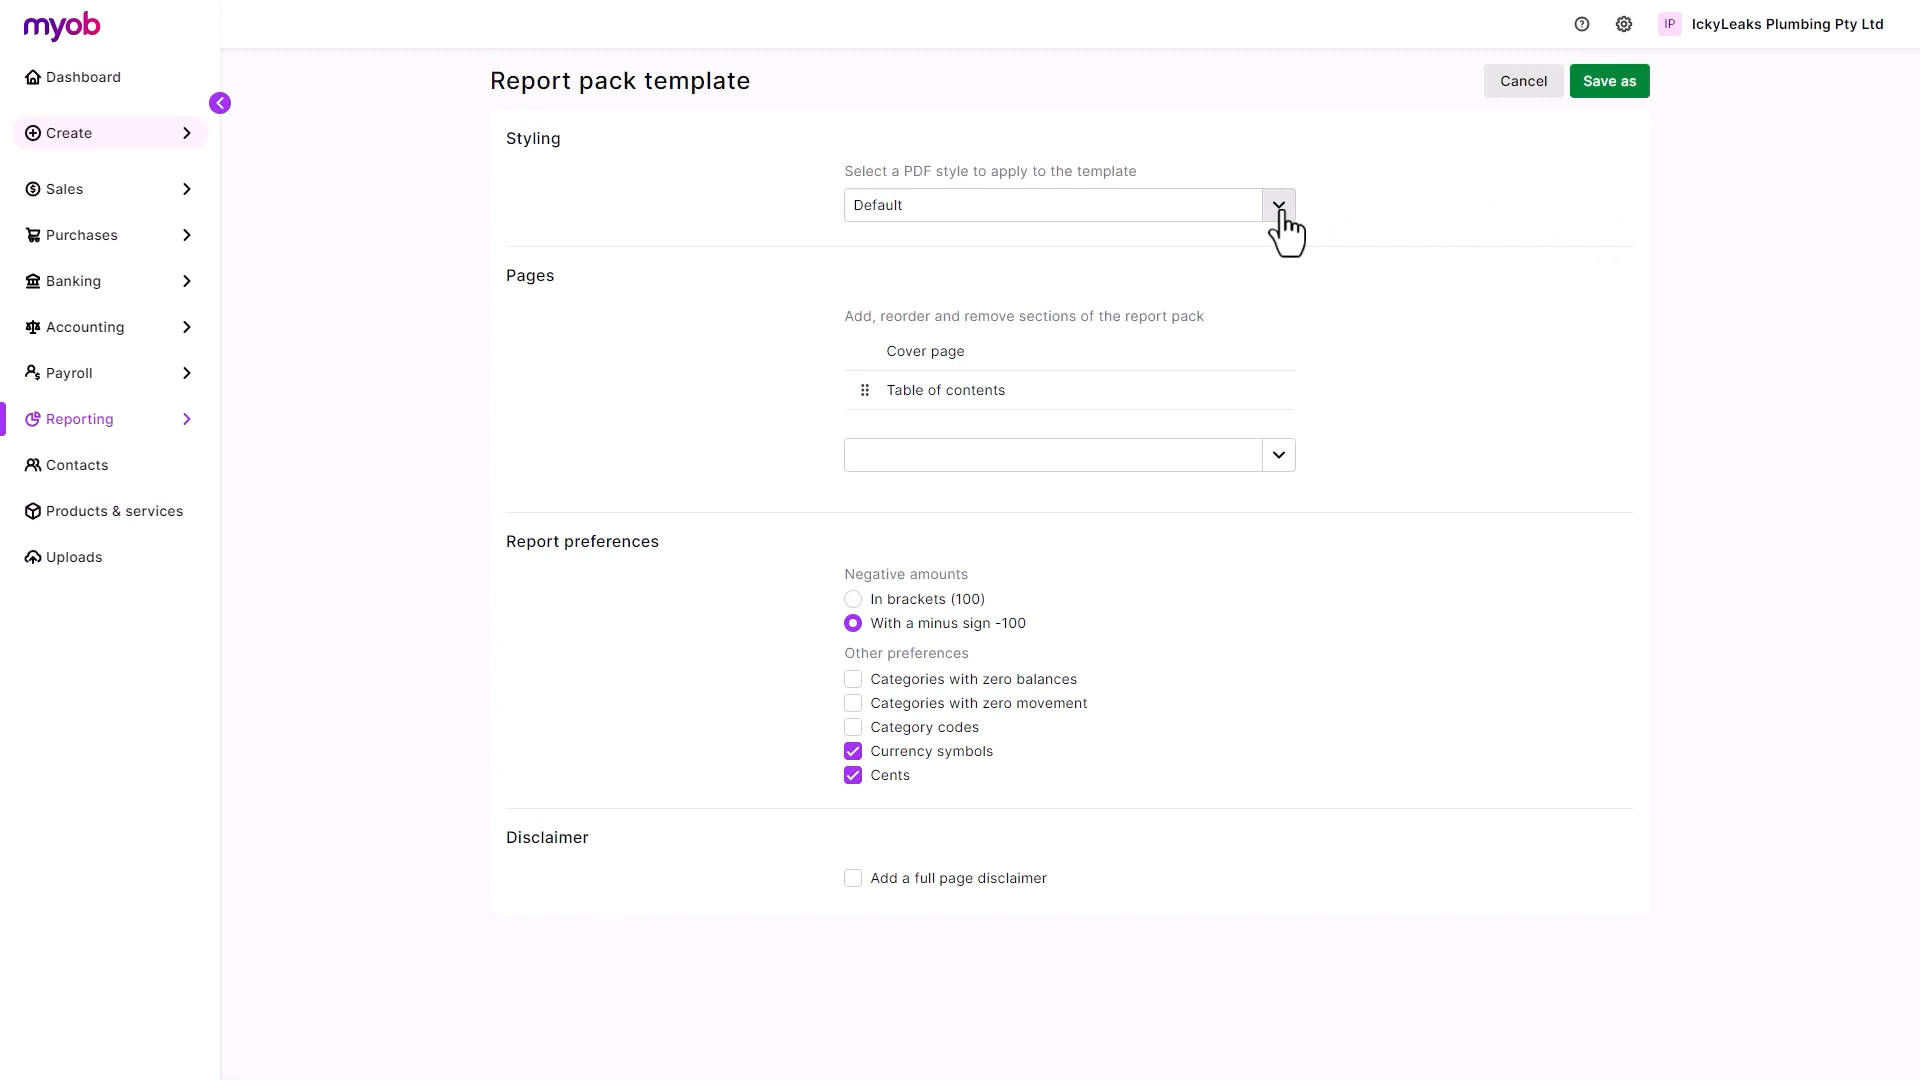 myob
IP IckyLeaks Plumbing Pty Ltd
Dashboard
Create
Sales
Purchases
Banking
Accounting
Payroll
Reporting
Contacts
Products & services
Uploads
Report pack template
Cancel
Save as
Styling
Select a PDF style to apply to the template
Default
Pages
Add, reorder and remove sections of the report pack
Cover page
Table of contents
Report preferences
Negative amounts
In brackets (100)
With a minus sign -100
Other preferences
Categories with zero balances
Categories with zero movement
Category codes
Currency symbols
Cents
Disclaimer
Add a full page disclaimer